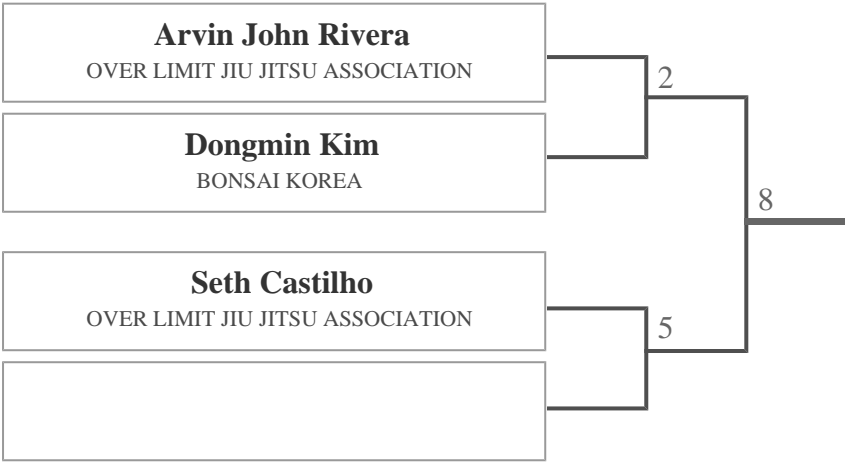 Arvin John Rivera
OVER LIMIT JIU JITSU ASSOCIATION
2
Dongmin Kim
BONSAI KOREA
8
Seth Castilho
OVER LIMIT JIU JITSU ASSOCIATION
5